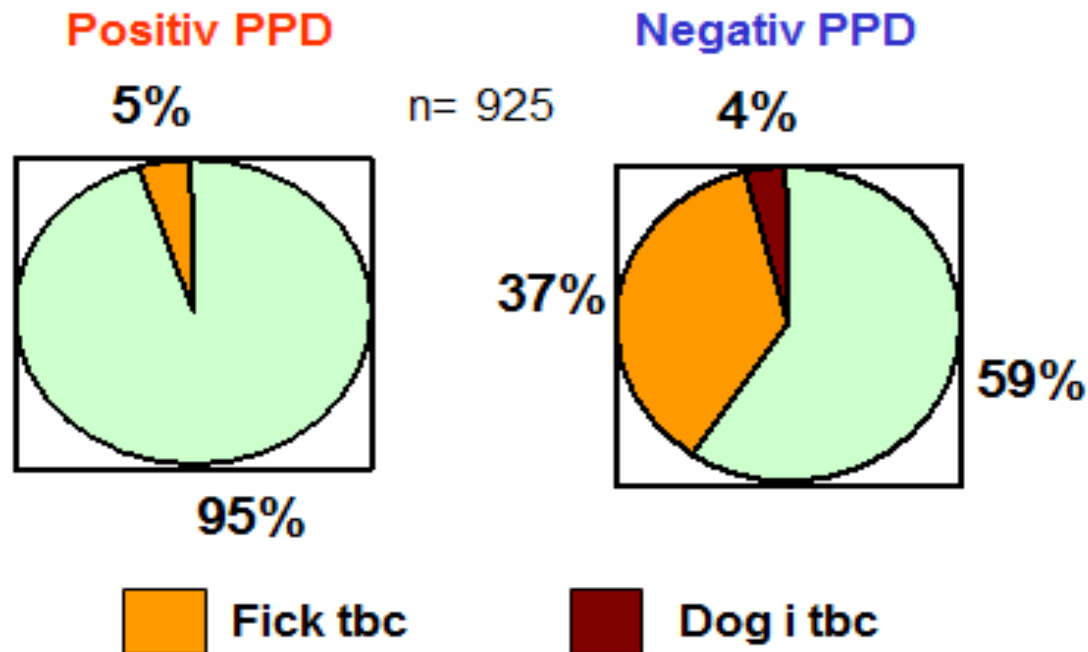 Positiv PPD
Negativ PPD
5%
n= 925
4%
37%
59%
95%
Fick tbc
Dog i tbc